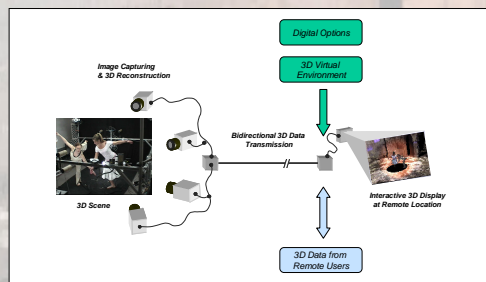 Digital Options
Image Capturing
& 3D Reconstruction
3D Virtual
Environment
Bidirectional 3D Data
Transmission
3D Scene
Interactive 3D Display
at Remote Location
3D Data from
Remote Users